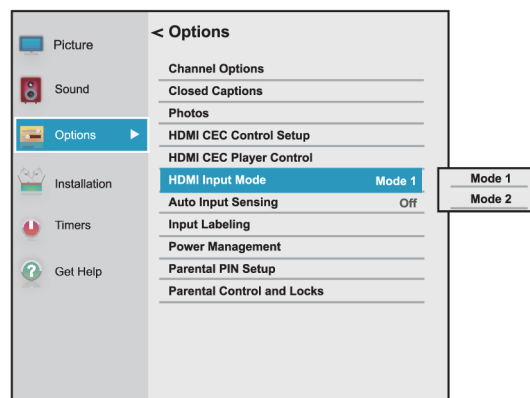 Picture
Sound
Options
Installation
Timers
Get Help
< Options
Channel Options
Closed Captions
Photos
HDMI CEC Control Setup
HDMI CEC Player Control
HDMI Input Mode Mode 1
Auto Input Sensing Off
Input Labeling
Power Management
Parental PIN Setup
Parental Control and Locks
Mode 1
Mode 2